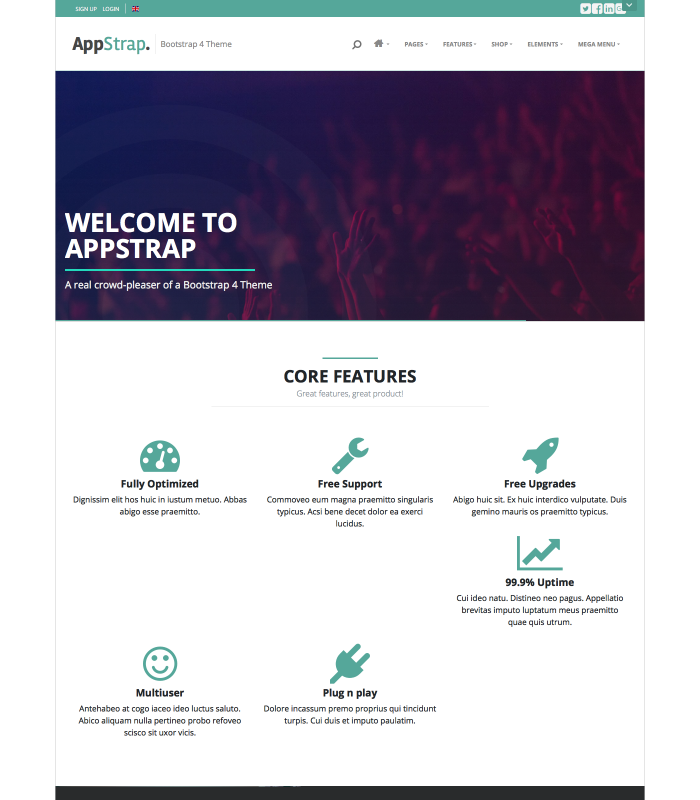 SIGN UP LOGIN
AppStrap. Bootstrap 4 Theme
PAGES FEATURES SHOP ELEMENTS MEGA MENU
WELCOME TO
APPSTRAP
A real crowd-pleaser of a Bootstrap 4 Theme
CORE FEATURES
Great features, great product!
Fully Optimized
Dignissim elit hos huic in iustum metuo. Abbas
abigo esse praemitto.
Free Support
Commoveo eum magna praemitto singularis
typicus. Acsi bene decet dolor ea exerci
lucidus.
Free Upgrades
Abigo huic sit. Ex huic interdico vulputate. Duis
gemino mauris os praemitto typicus.
99.9% Uptime
Cui ideo natu. Distineo neo pagus. Appellatio
brevitas imputo luptatum meus praemitto
quae quis utrum.
Multiuser
Antehabeo at cogo iaceo ideo luctus saluto.
Abico aliquam nulla pertineo probo refoveo
scisco sit uxor vicis.
Plug n play
Dolore incassum premo proprius qui tincidunt
turpis. Cui duis et imputo paulatim.